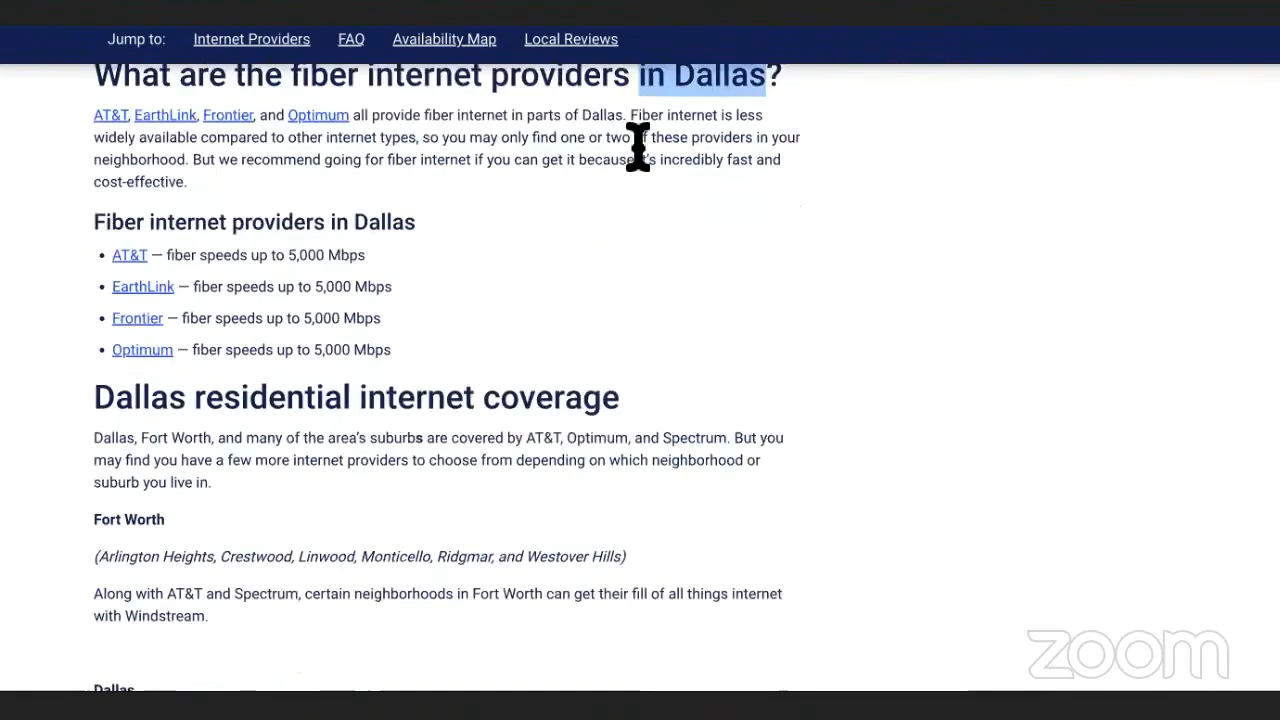 Jump to: Internet Providers FAQ Availability Map Local Reviews
What are the fiber internet providers in Dallas?
AT&T, EarthLink, Frontier, and Optimum all provide fiber internet in parts of Dallas. Fiber internet is less
widely available compared to other internet types, so you may only find one or two of these providers in your
neighborhood. But we recommend going for fiber internet if you can get it because it's incredibly fast and
cost-effective.
Fiber internet providers in Dallas
• AT&T — fiber speeds up to 5,000 Mbps
• EarthLink — fiber speeds up to 5,000 Mbps
• Frontier — fiber speeds up to 5,000 Mbps
• Optimum — fiber speeds up to 5,000 Mbps
Dallas residential internet coverage
Dallas, Fort Worth, and many of the area's suburbs are covered by AT&T, Optimum, and Spectrum. But you
may find you have a few more internet providers to choose from depending on which neighborhood or
suburb you live in.
Fort Worth
(Arlington Heights, Crestwood, Linwood, Monticello, Ridgmar, and Westover Hills)
Along with AT&T and Spectrum, certain neighborhoods in Fort Worth can get their fill of all things internet
with Windstream.
zoom
Dallas